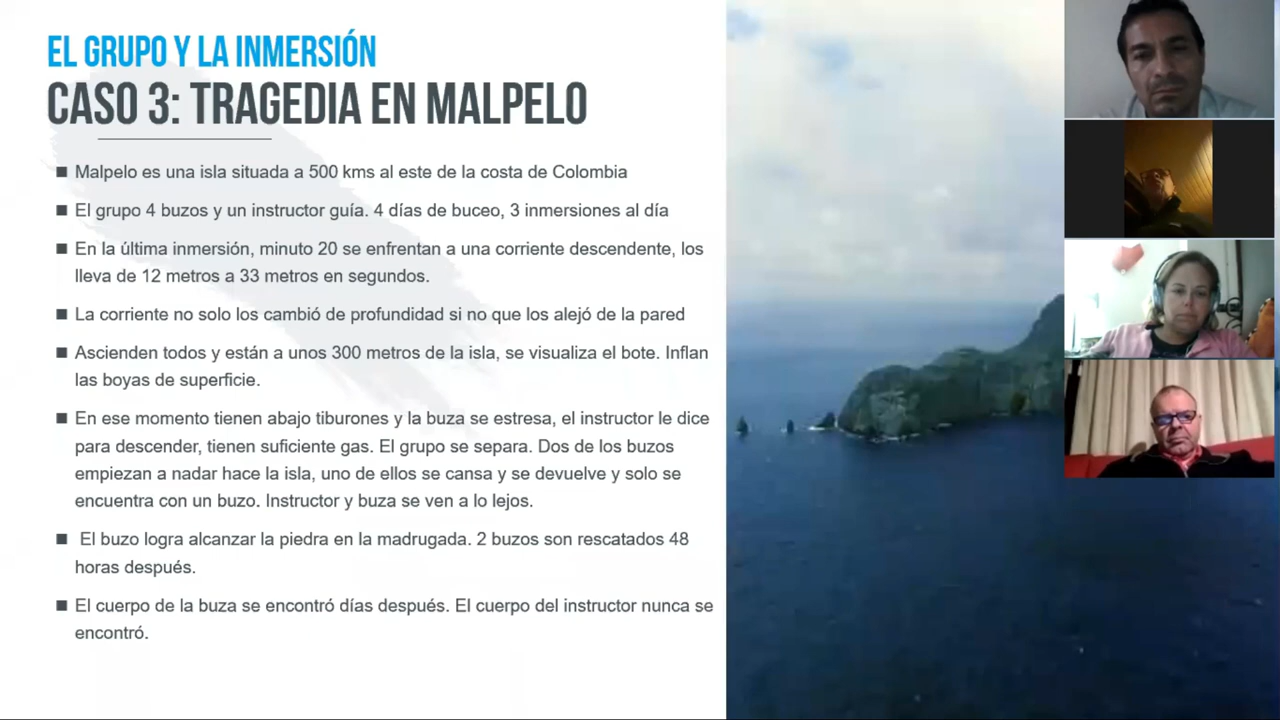 EL GRUPO Y LA INMERSIÓN
CASO 3: TRAGEDIA EN MALPELO
■ Malpelo es una isla situada a 500 kms al este de la costa de Colombia
■ El grupo 4 buzos y un instructor guía. 4 días de buceo, 3 inmersiones al día
■ En la última inmersión, minuto 20 se enfrentan a una corriente descendente, los
lleva de 12 metros a 33 metros en segundos.
■ La corriente no solo los cambió de profundidad si no que los alejó de la pared
■ Ascienden todos y están a unos 300 metros de la isla, se visualiza el bote. Inflan
las boyas de superficie.
■ En ese momento tienen abajo tiburones y la buza se estresa, el instructor le dice
para descender, tienen suficiente gas. El grupo se separa. Dos de los buzos
empiezan a nadar hace la isla, uno de ellos se cansa y se devuelve y solo se
encuentra con un buzo. Instructor y buza se ven a lo lejos.
■ El buzo logra alcanzar la piedra en la madrugada. 2 buzos son rescatados 48
horas después.
■ El cuerpo de la buza se encontró días después. El cuerpo del instructor nunca se
encontró.